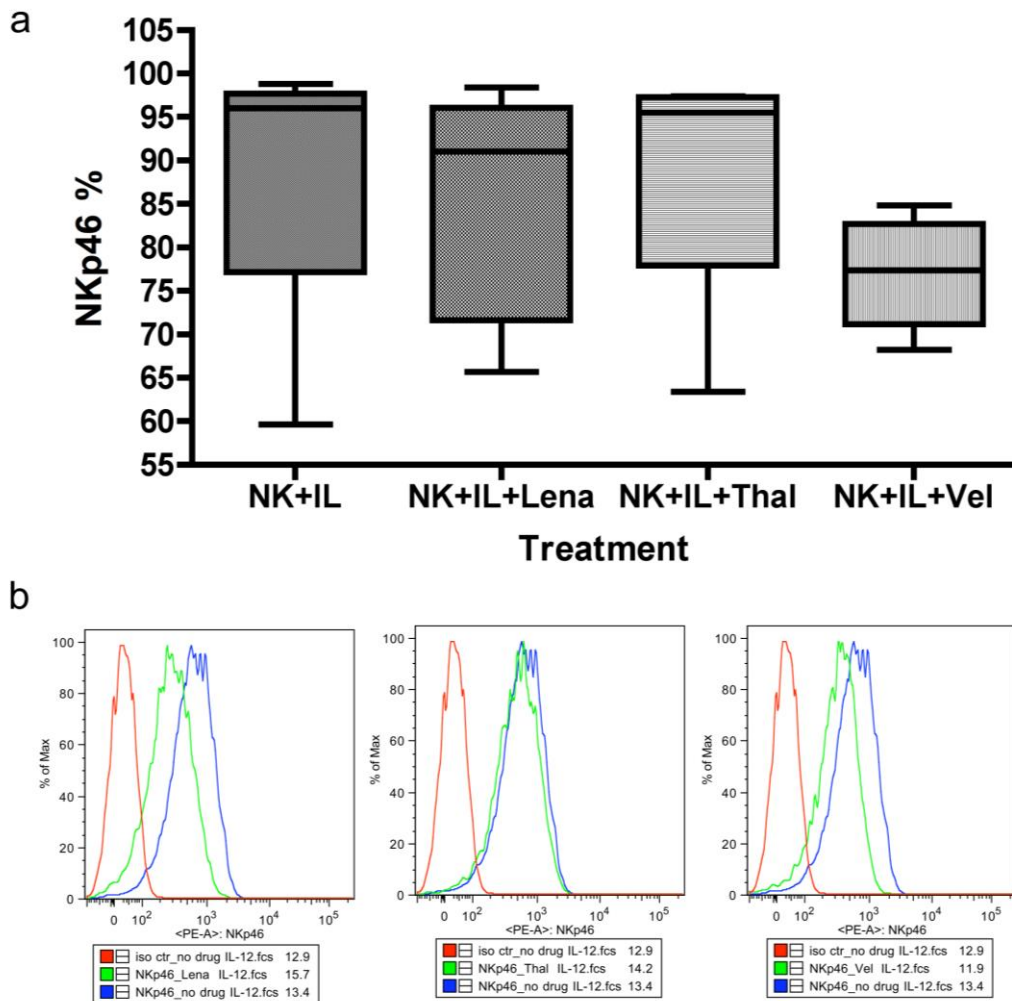 a
105
100
95
90
85
80
75
70
65
60
55
NKp46 %
NK+IL NK+IL+Lena NK+IL+Thal NK+IL+Vel
Treatment
b
100
80
60
40
20
0
% of Max
0 10² 10³ 10⁴ 10⁵
<PE-A>: NKp46
iso ctr_no drug IL-12.fcs 12.9
NKp46_Lena IL-12.fcs 15.7
NKp46_no drug IL-12.fcs 13.4
100
80
60
40
20
0
% of Max
0 10² 10³ 10⁴ 10⁵
<PE-A>: NKp46
iso ctr_no drug IL-12.fcs 12.9
NKp46_Thal IL-12.fcs 14.2
NKp46_no drug IL-12.fcs 13.4
100
80
60
40
20
0
% of Max
0 10² 10³ 10⁴ 10⁵
<PE-A>: NKp46
iso ctr_no drug IL-12.fcs 12.9
NKp46_Vel IL-12.fcs 11.9
NKp46_no drug IL-12.fcs 13.4